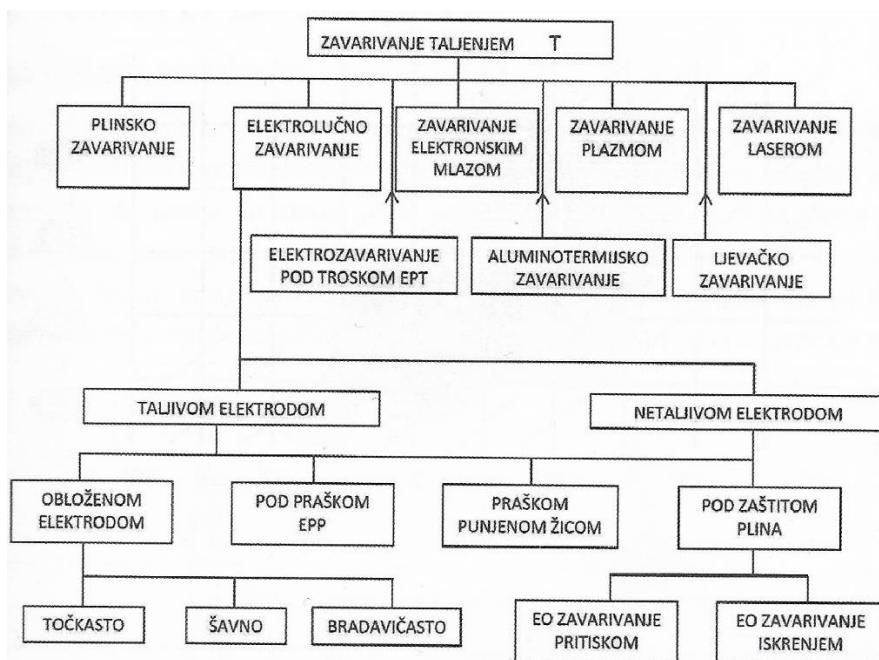 ZAVARIVANJE TALJENJEM T
PLINSKO
ZAVARIVANJE
ELEKTROLUČNO
ZAVARIVANJE
ZAVARIVANJE
ELEKTRONSKIM
MLAZOM
ZAVARIVANJE
PLAZMOM
ZAVARIVANJE
LASEROM
ELEKTROZAVARIVANJE
POD TROSKOM EPT
ALUMINOTERMIJSKO
ZAVARIVANJE
LJEVAČKO
ZAVARIVANJE
TALJIVOM ELEKTRODOM
NETALJIVOM ELEKTRODOM
OBLOŽENOM
ELEKTRODOM
POD PRAŠKOM
EPP
PRAŠKOM
PUNJENOM ŽICOM
POD ZAŠTITOM
PLINA
TOČKASTO
ŠAVNO
BRADAVIČASTO
EO ZAVARIVANJE
PRITISKOM
EO ZAVARIVANJE
ISKRENJEM